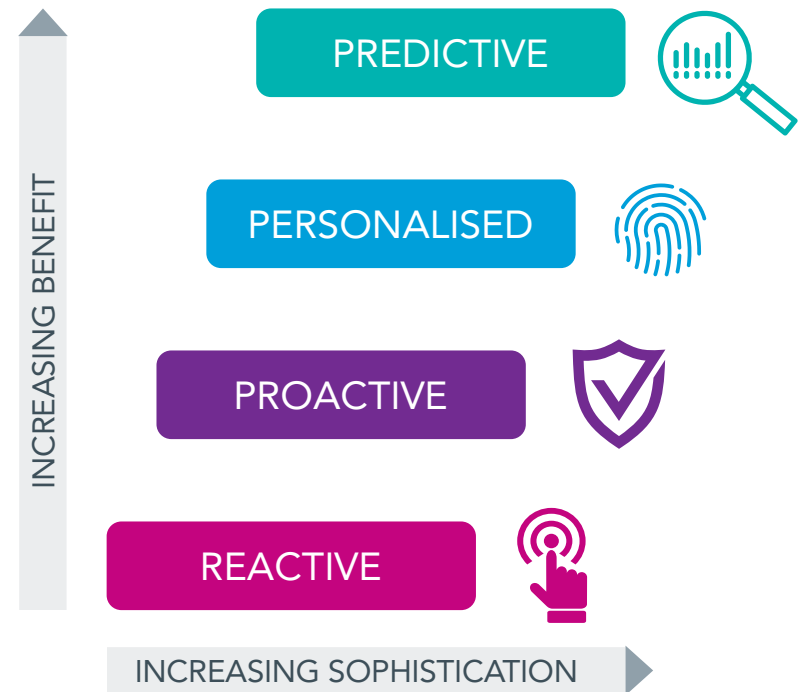 PREDICTIVE
PERSONALISED
PROACTIVE
REACTIVE
INCREASING BENEFIT
INCREASING SOPHISTICATION